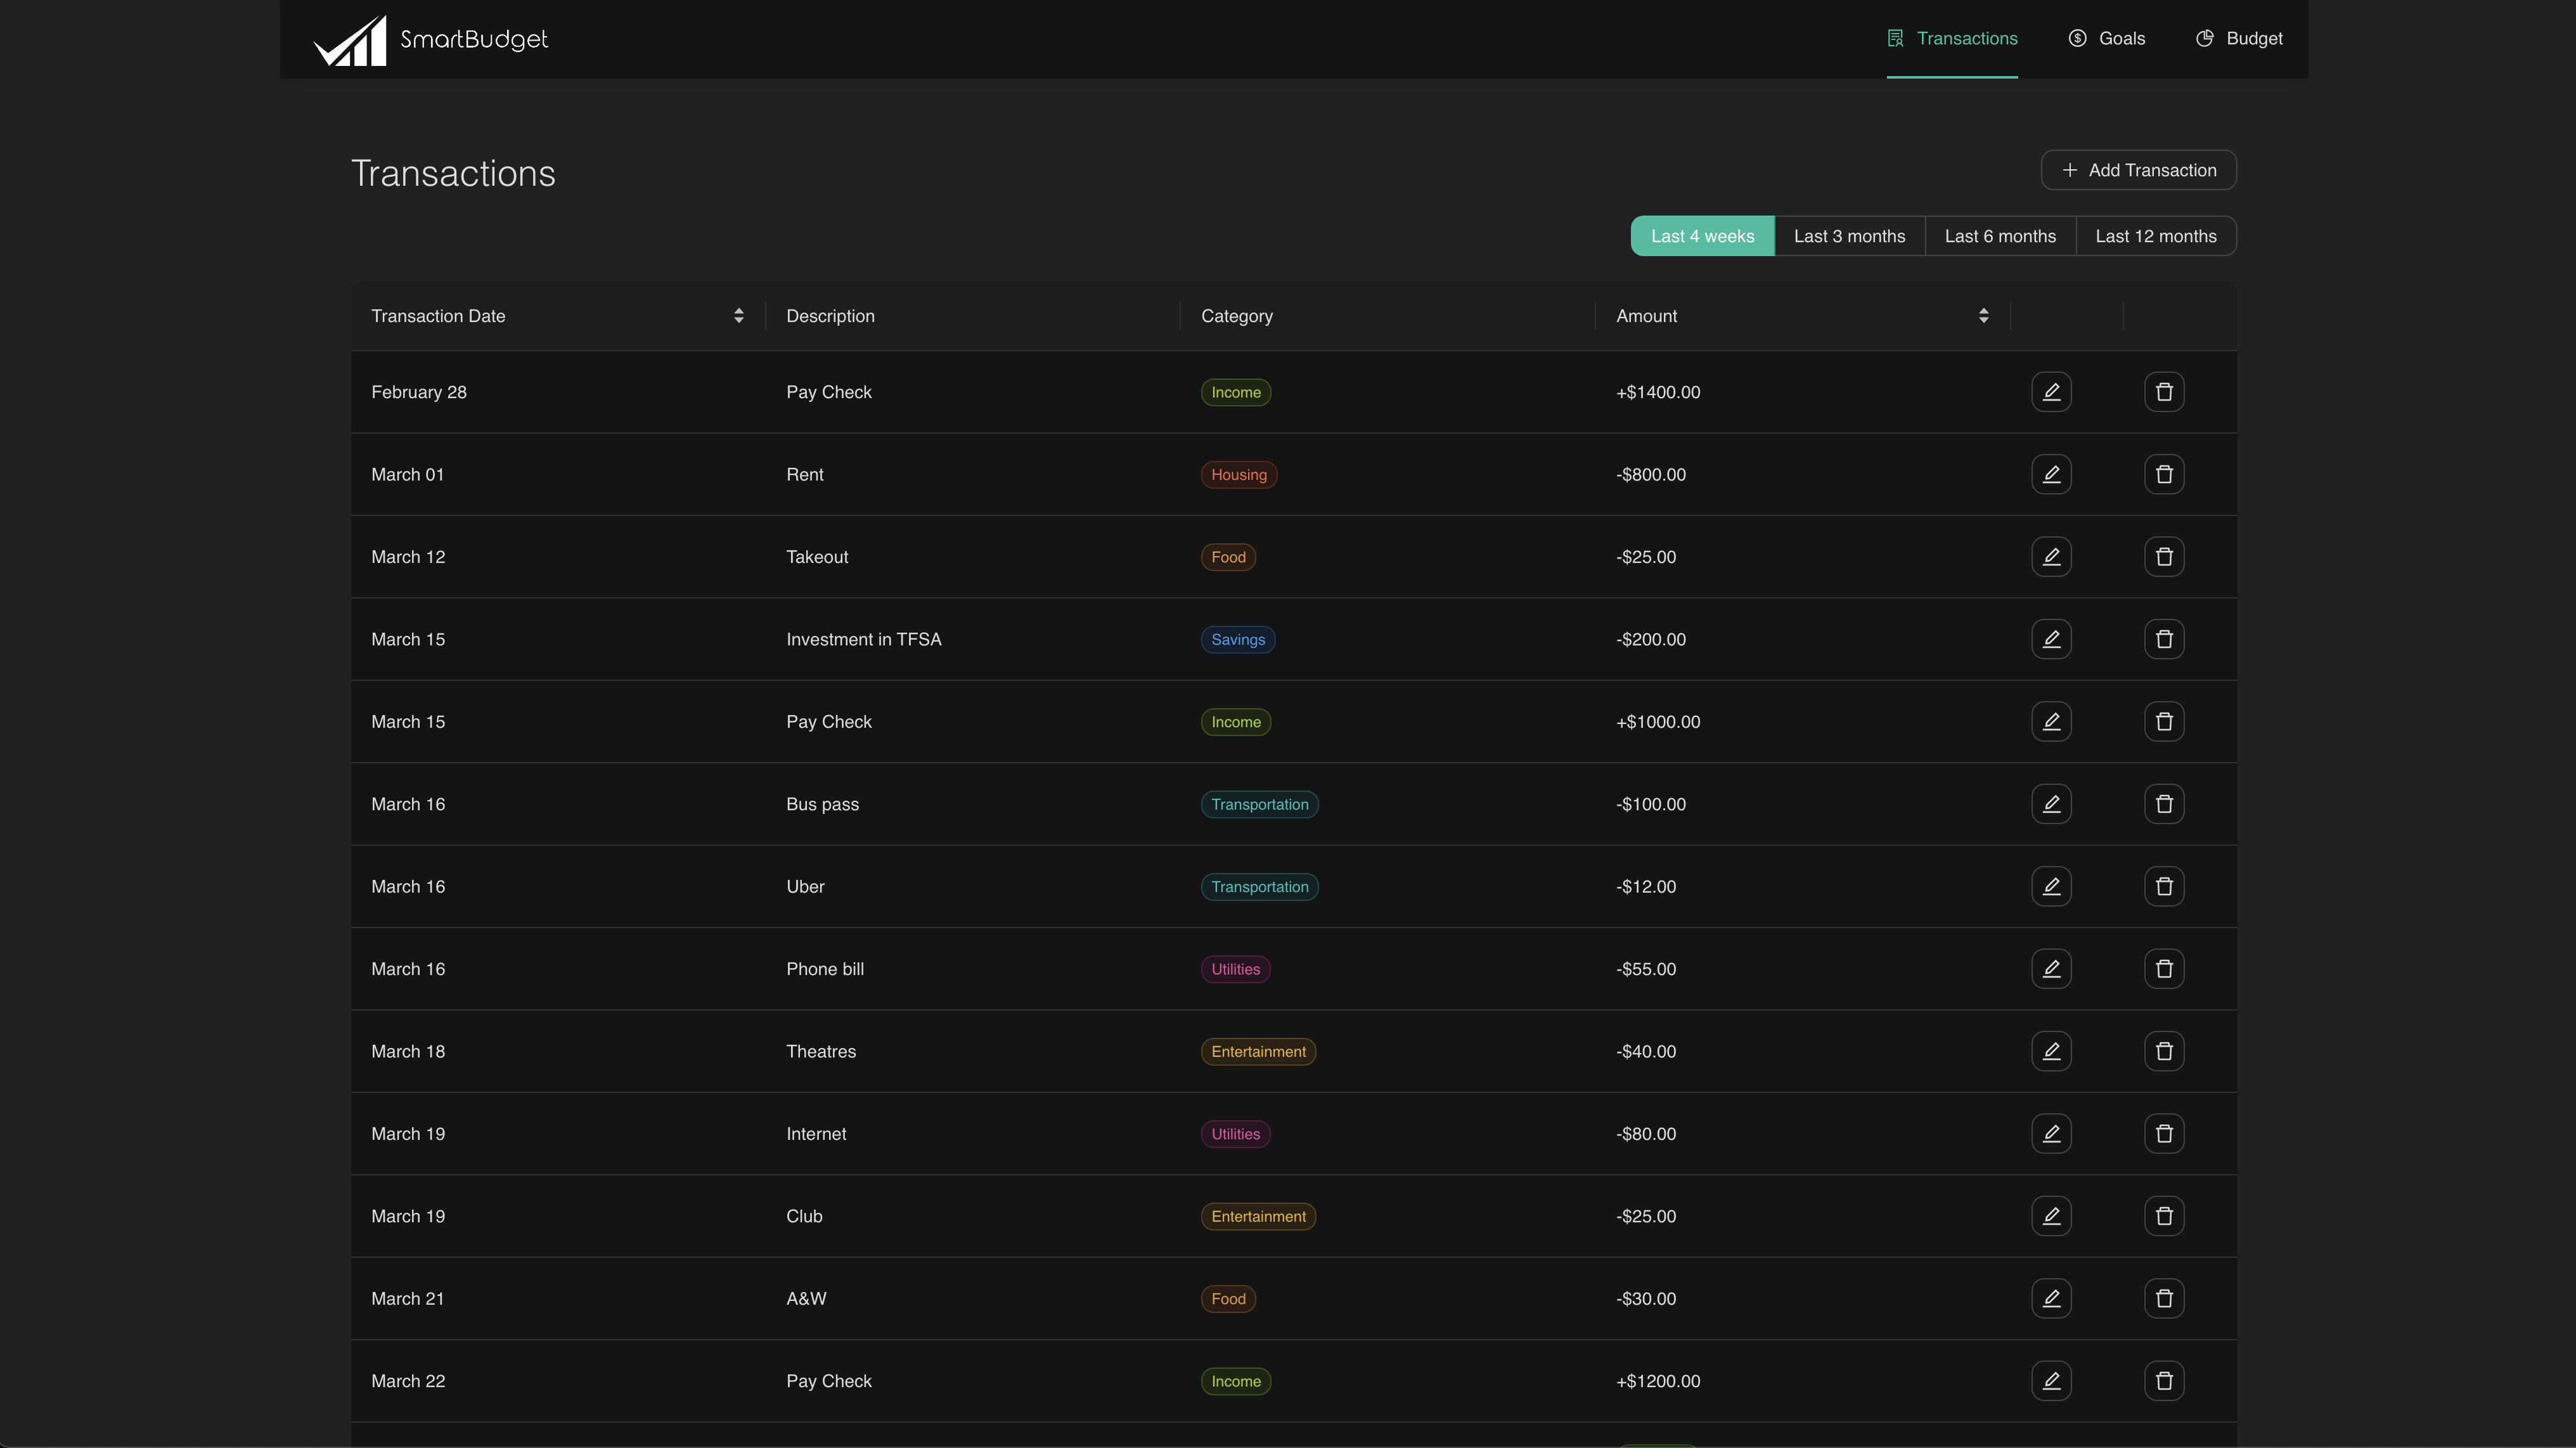 SmartBudget
Transactions Goals Budget
Transactions
Add Transaction
Last 4 weeks Last 3 months Last 6 months Last 12 months
Transaction Date Description Category Amount
February 28 Pay Check Income +$1400.00
March 01 Rent Housing -$800.00
March 12 Takeout Food -$25.00
March 15 Investment in TFSA Savings -$200.00
March 15 Pay Check Income +$1000.00
March 16 Bus pass Transportation -$100.00
March 16 Uber Transportation -$12.00
March 16 Phone bill Utilities -$55.00
March 18 Theatres Entertainment -$40.00
March 19 Internet Utilities -$80.00
March 19 Club Entertainment -$25.00
March 21 A&W Food -$30.00
March 22 Pay Check Income +$1200.00